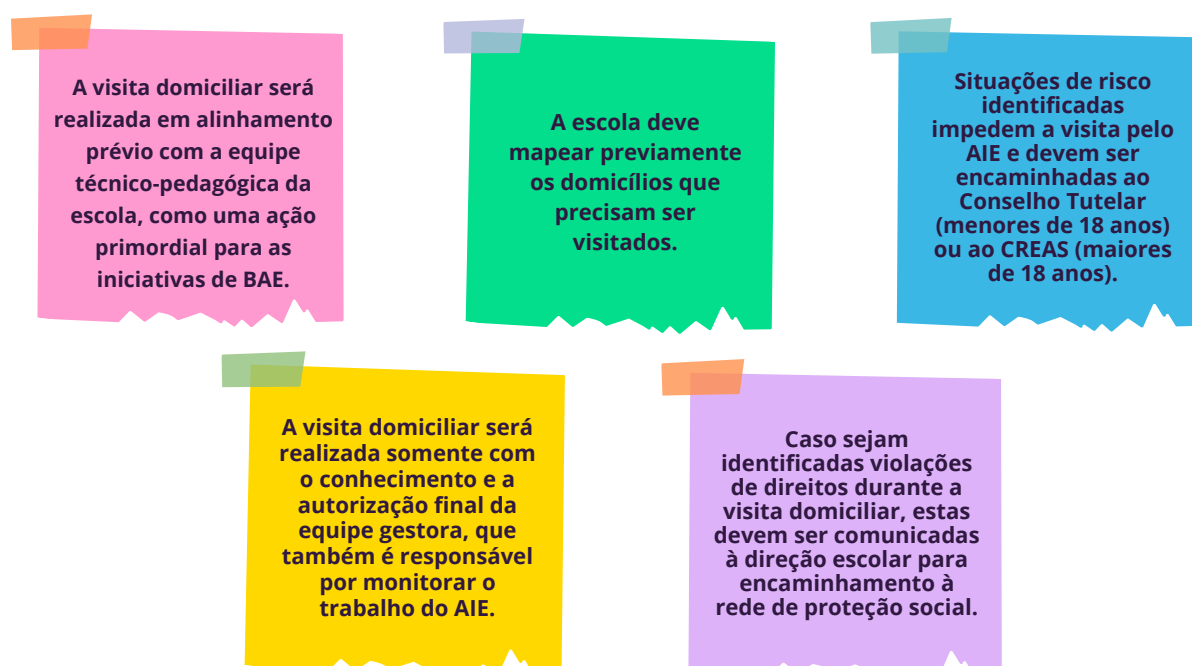 A visita domiciliar será
realizada em alinhamento
prévio com a equipe
técnico-pedagógica da
escola, como uma ação
primordial para as
iniciativas de BAE.
A escola deve
mapear previamente
os domicílios que
precisam ser
visitados.
Situações de risco
identificadas
impedem a visita pelo
AIE e devem ser
encaminhadas ao
Conselho Tutelar
(menores de 18 anos)
ou ao CREAS (maiores
de 18 anos).
A visita domiciliar será
realizada somente com
o conhecimento e a
autorização final da
equipe gestora, que
também é responsável
por monitorar o
trabalho do AIE.
Caso sejam
identificadas violações
de direitos durante a
visita domiciliar, estas
devem ser comunicadas
à direção escolar para
encaminhamento à
rede de proteção social.